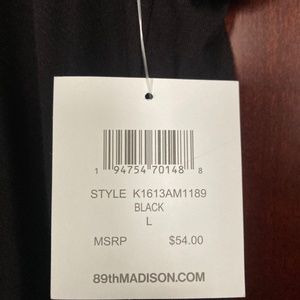 1 94754 70148 8
STYLE K1613AM1189
BLACK
L
MSRP $54.00
89thMADISON.COM